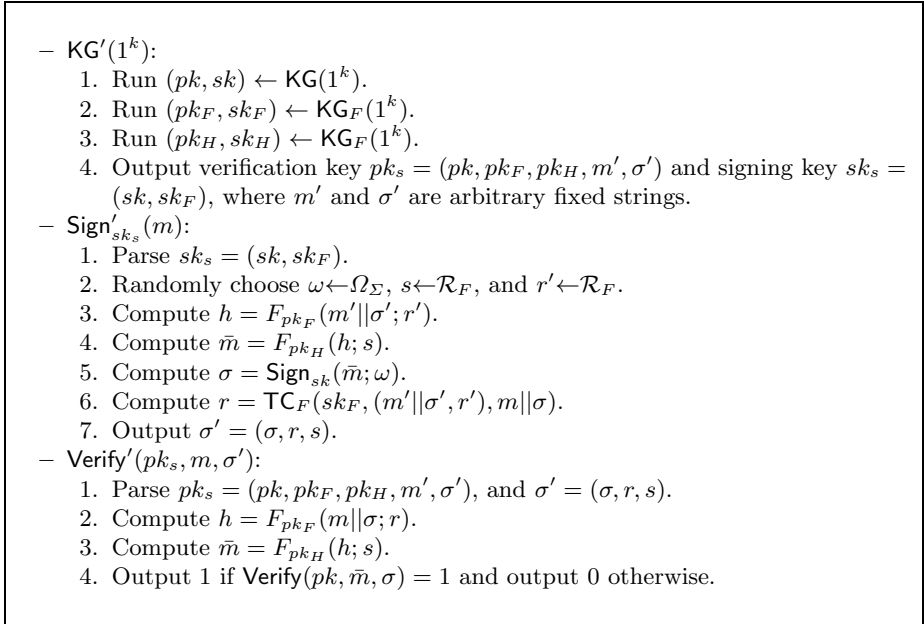 – KG′(1^k):
1. Run (pk, sk) ← KG(1^k).
2. Run (pk_F, sk_F) ← KG_F(1^k).
3. Run (pk_H, sk_H) ← KG_F(1^k).
4. Output verification key pk_s = (pk, pk_F, pk_H, m′, σ′) and signing key sk_s =
(sk, sk_F), where m′ and σ′ are arbitrary fixed strings.
– Sign′_{sk_s}(m):
1. Parse sk_s = (sk, sk_F).
2. Randomly choose ω←Ω_Σ, s←R_F, and r′←R_F.
3. Compute h = F_{pk_F}(m′||σ′; r′).
4. Compute m̄ = F_{pk_H}(h; s).
5. Compute σ = Sign_{sk}(m̄; ω).
6. Compute r = TC_F(sk_F, (m′||σ′, r′), m||σ).
7. Output σ′ = (σ, r, s).
– Verify′(pk_s, m, σ′):
1. Parse pk_s = (pk, pk_F, pk_H, m′, σ′), and σ′ = (σ, r, s).
2. Compute h = F_{pk_F}(m||σ; r).
3. Compute m̄ = F_{pk_H}(h; s).
4. Output 1 if Verify(pk, m̄, σ) = 1 and output 0 otherwise.